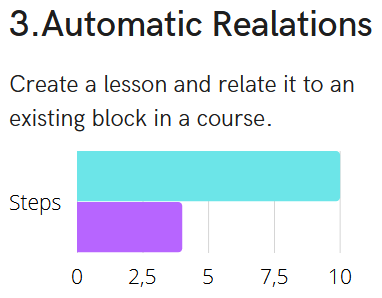 3.Automatic Realations
Create a lesson and relate it to an
existing block in a course.
Steps
0 2,5 5 7,5 10